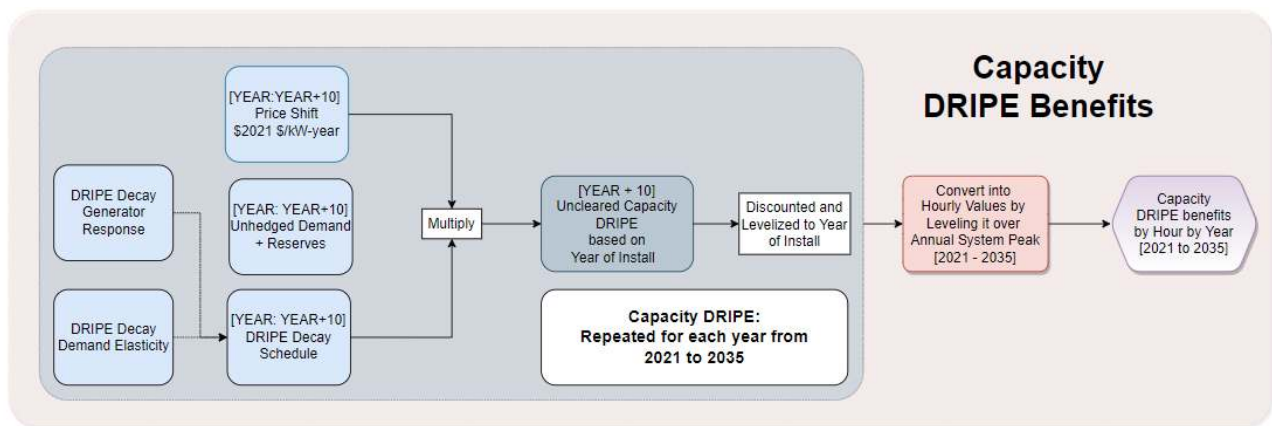 Capacity
DRIPE Benefits
[YEAR:YEAR+10]
Price Shift
$2021 $/kW-year
DRIPE Decay
Generator
Response
[YEAR: YEAR+10]
Unhedged Demand
+ Reserves
DRIPE Decay
Demand Elasticity
[YEAR: YEAR+10]
DRIPE Decay
Schedule
Multiply
[YEAR + 10]
Uncleared Capacity
DRIPE
based on
Year of Install
Discounted and
Levelized to Year
of Install
Capacity DRIPE:
Repeated for each year from
2021 to 2035
Convert into
Hourly Values by
Leveling it over
Annual System Peak
[2021 - 2035]
Capacity
DRIPE benefits
by Hour by Year
[2021 to 2035]